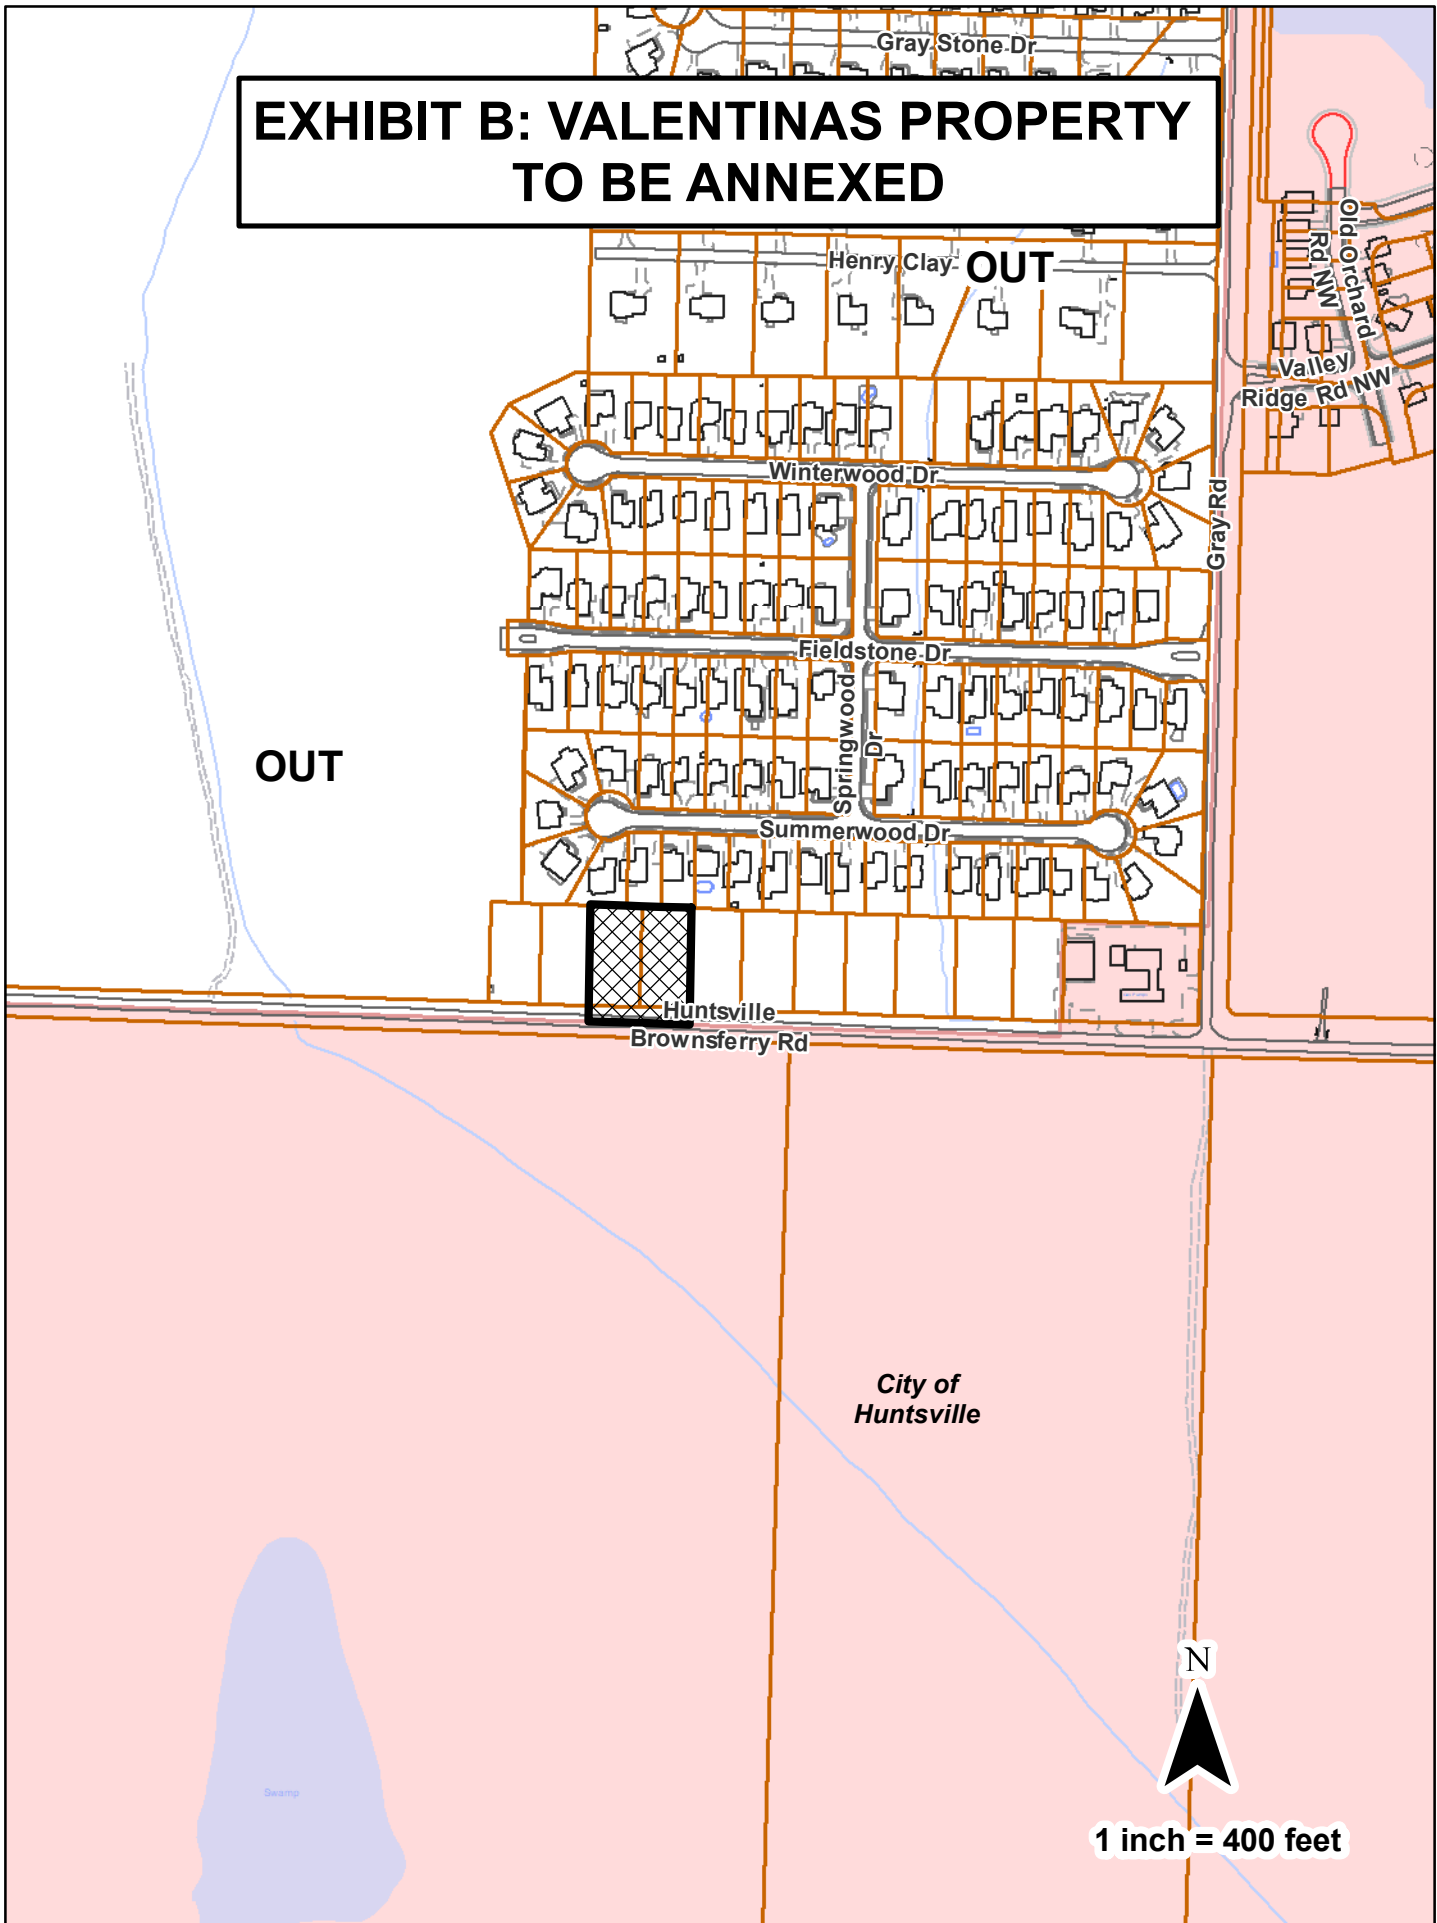 Gray Stone Dr
EXHIBIT B: VALENTINAS PROPERTY
TO BE ANNEXED
Old Orchard
Rd NW
Henry Clay
OUT
Valley
Ridge Rd NW
Winterwood Dr
Gray Rd
Fieldstone Dr
Springwood
Dr
OUT
Summerwood Dr
Huntsville
Brownsferry Rd
City of
Huntsville
N
Swamp
1 inch = 400 feet